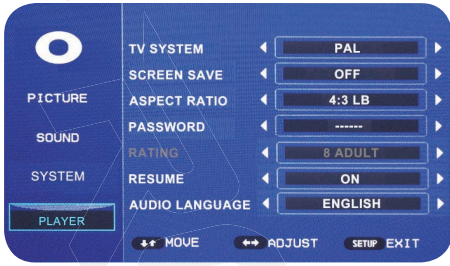 PICTURE
SOUND
SYSTEM
PLAYER
TV SYSTEM PAL
SCREEN SAVE OFF
ASPECT RATIO 4:3 LB
PASSWORD ------
RATING 8 ADULT
RESUME ON
AUDIO LANGUAGE ENGLISH
MOVE ADJUST SETUP EXIT